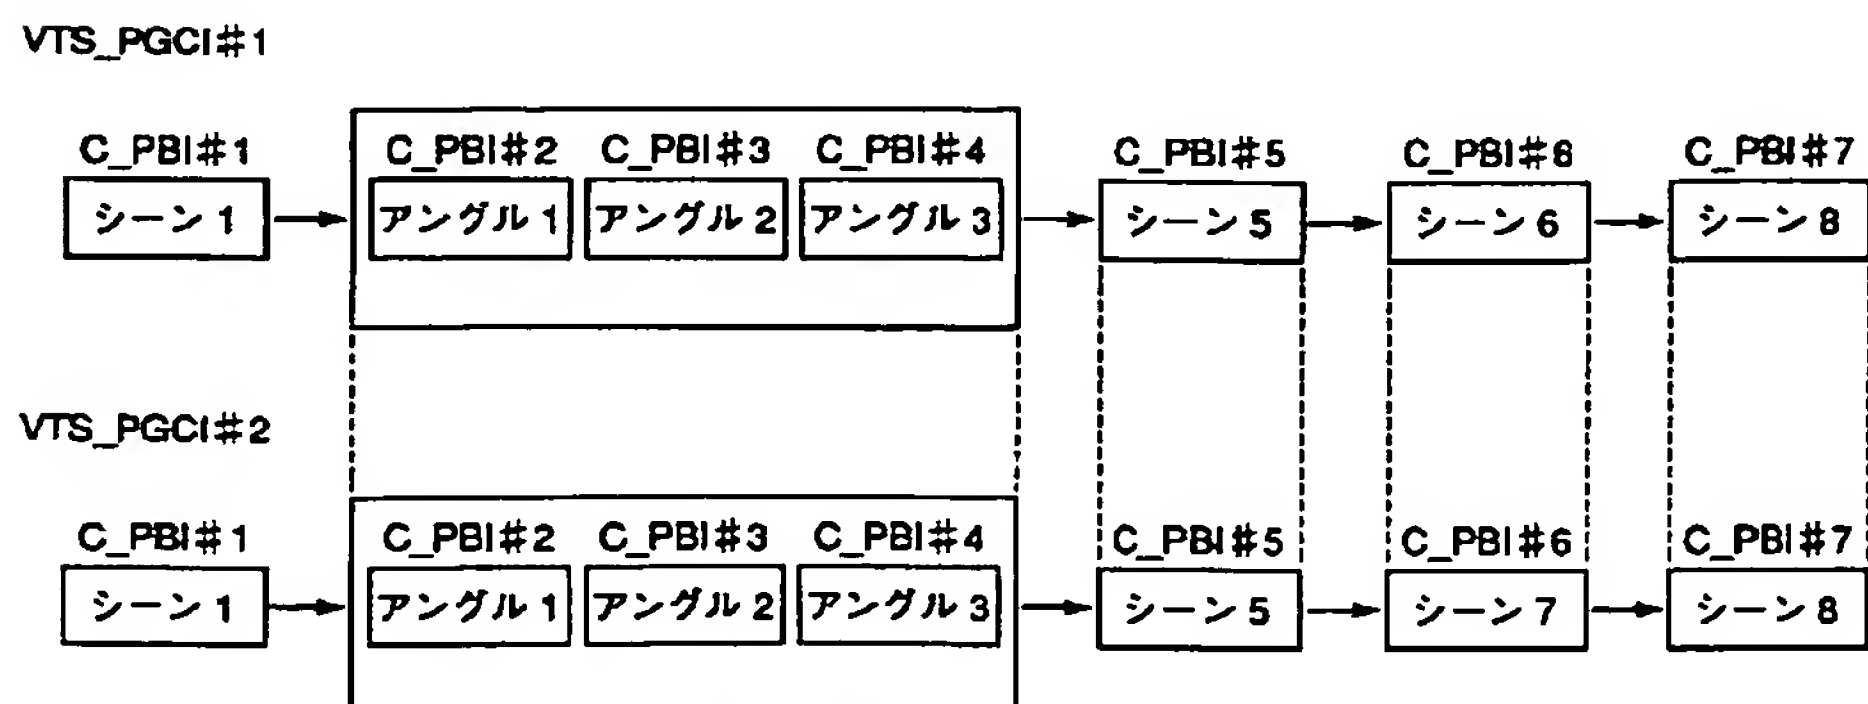 VTS_PGCI#1
C_PBI#1 C_PBI#2 C_PBI#3 C_PBI#4 C_PBI#5 C_PBI#6 C_PBI#7
シーン1 アングル1 アングル2 アングル3 シーン5 シーン6 シーン8
VTS_PGCI#2
C_PBI#1 C_PBI#2 C_PBI#3 C_PBI#4 C_PBI#5 C_PBI#6 C_PBI#7
シーン1 アングル1 アングル2 アングル3 シーン5 シーン7 シーン8